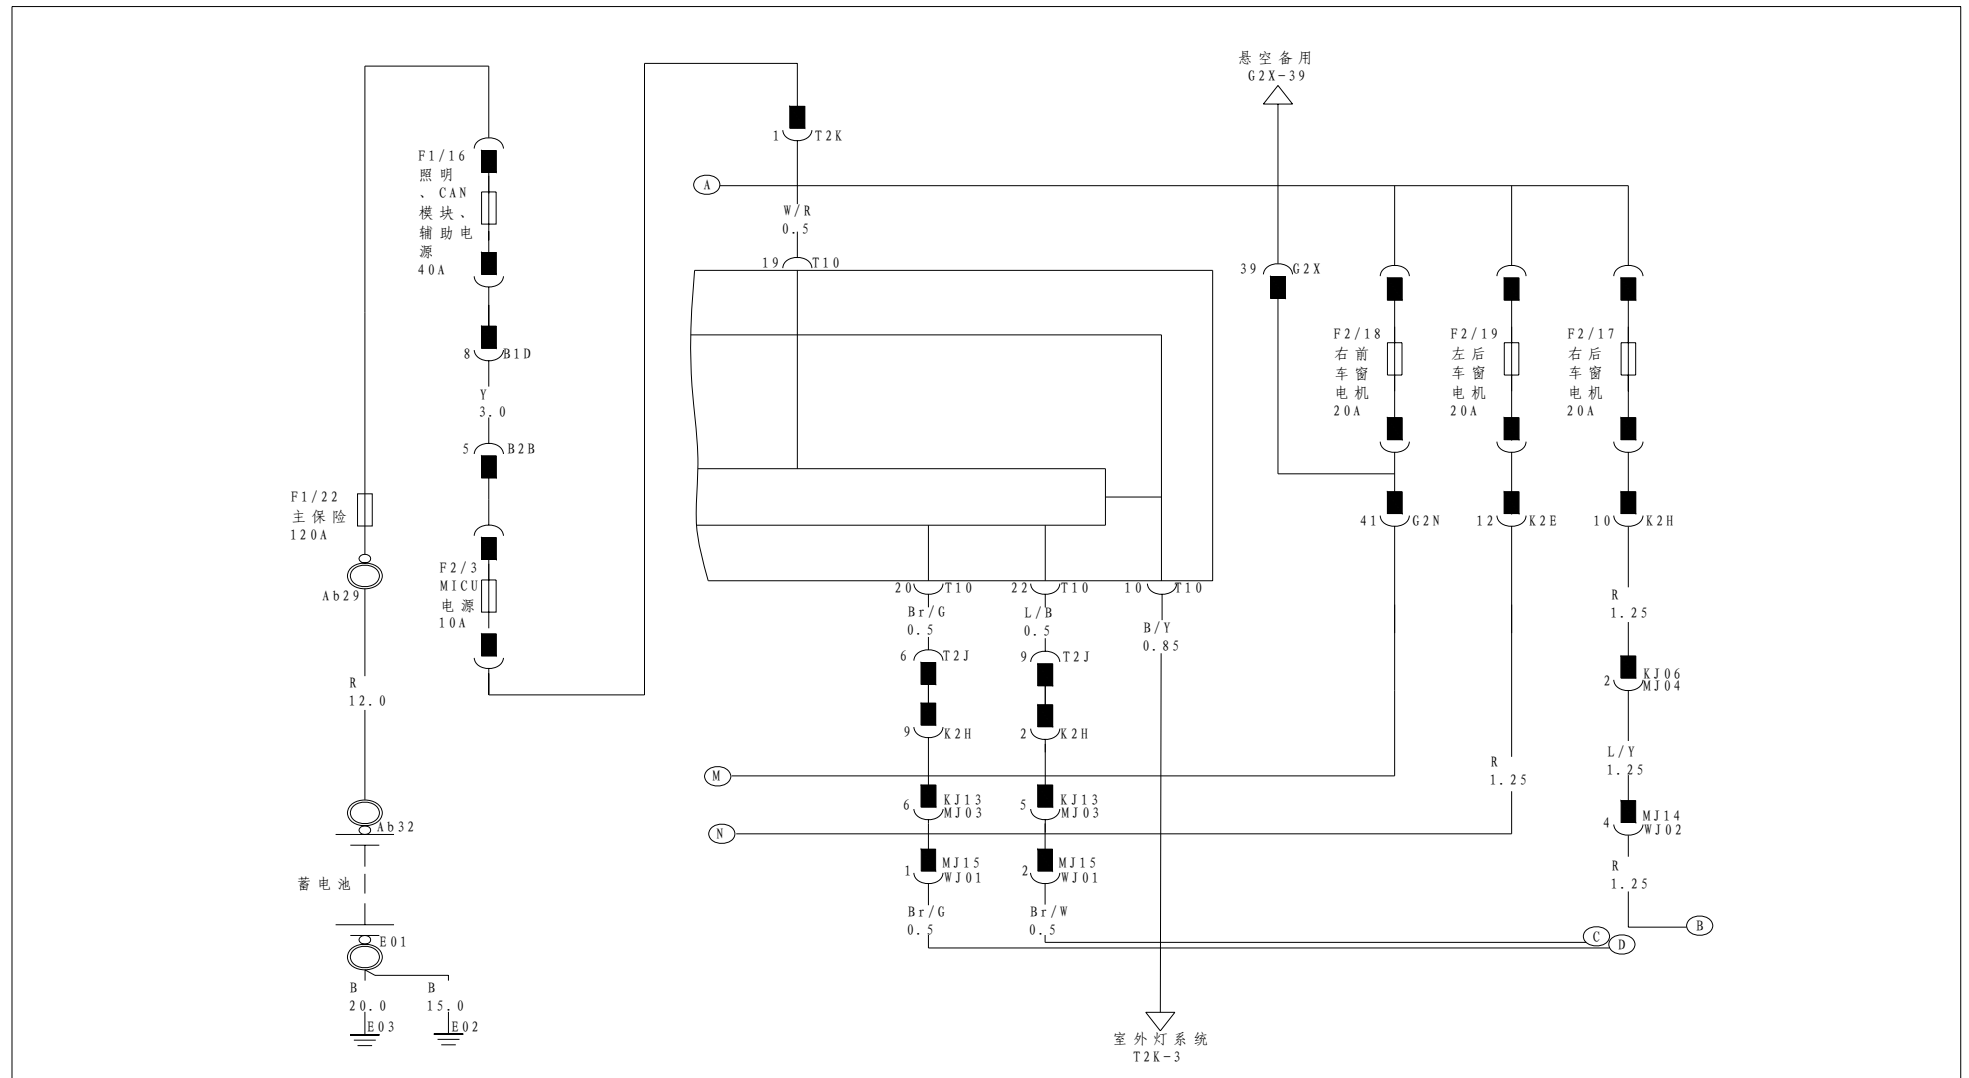 悬空备用
G2X-39
1
T2K
F1/16
照明
、CAN
模块、
辅助电
源
40A
A
W/R
0.5
19
T10
39
G2X
8
B1D
F2/18
右前
车窗
电机
20A
F2/19
左后
车窗
电机
20A
F2/17
右后
车窗
电机
20A
Y
3.0
5
B2B
F1/22
主保险
120A
41
G2N
12
K2E
10
K2H
F2/3
MICU
电源
10A
Ab29
20
T10
22
T10
10
T10
Br/G
0.5
L/B
0.5
B/Y
0.85
R
1.25
6
T2J
9
T2J
2
KJ06
MJ04
R
12.0
9
K2H
2
K2H
L/Y
1.25
R
1.25
M
6
KJ13
MJ03
5
KJ13
MJ03
4
MJ14
WJ02
Ab32
N
1
MJ15
WJ01
2
MJ15
WJ01
R
1.25
蓄电池
Br/G
0.5
Br/W
0.5
B
C
D
E01
B
20.0
B
15.0
E03
E02
室外灯系统
T2K-3